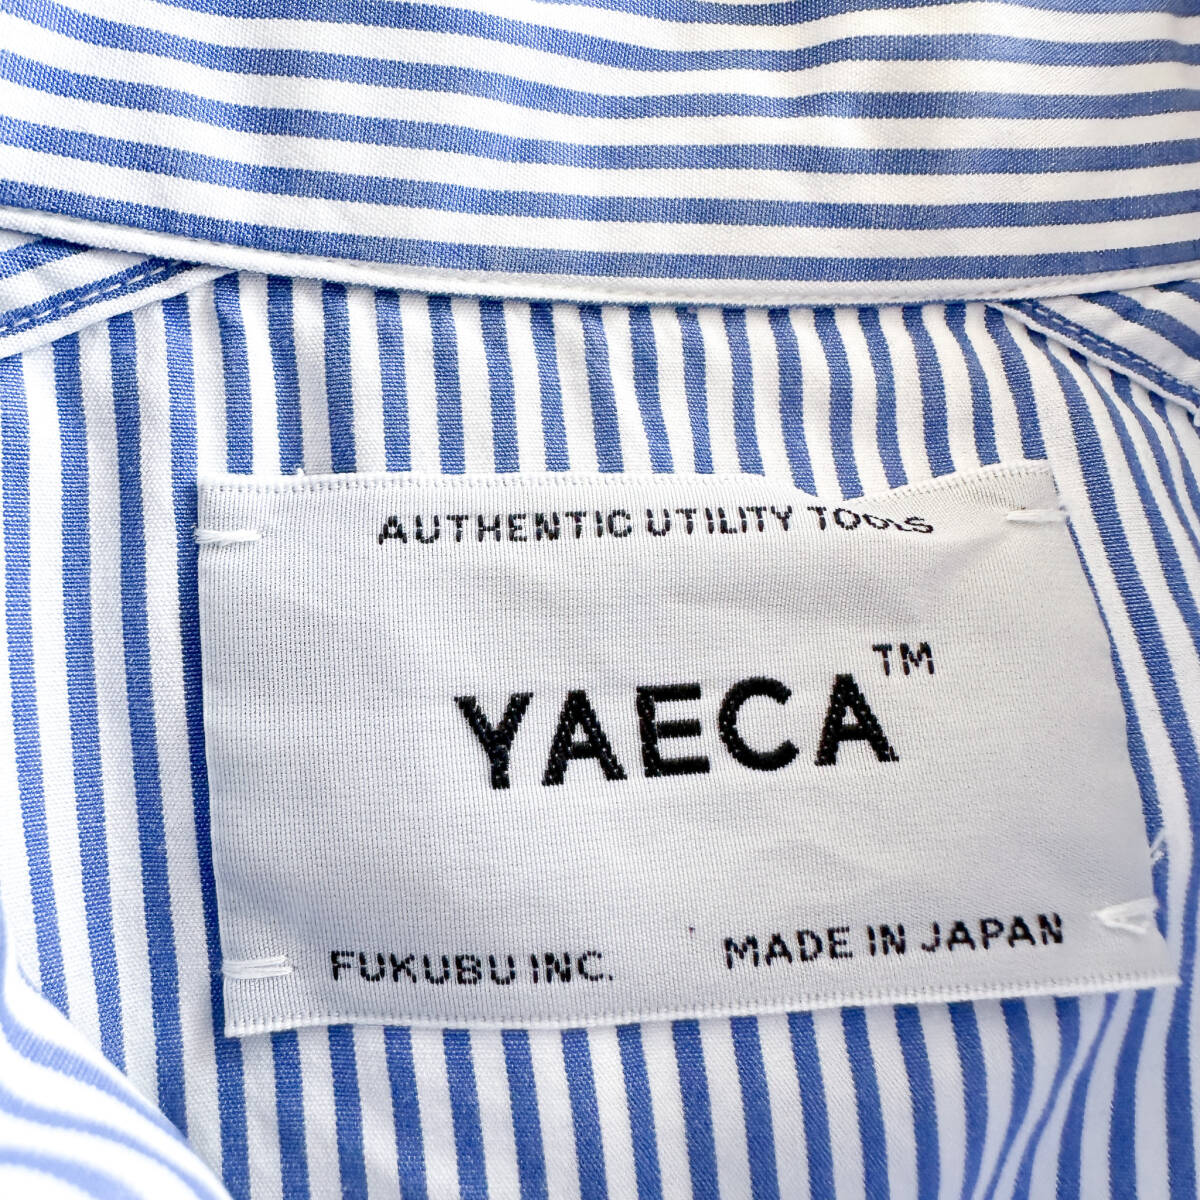 AUTHENTIC UTILITY TOOLS
YAECA™
FUKUBU INC. MADE IN JAPAN